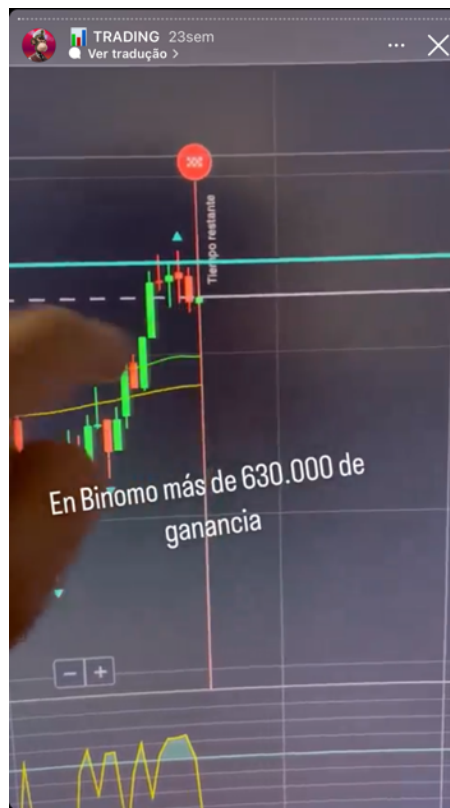 TRADING 23sem
Ver tradução >
Tiempo restante
En Binomo más de 630.000 de
ganancia